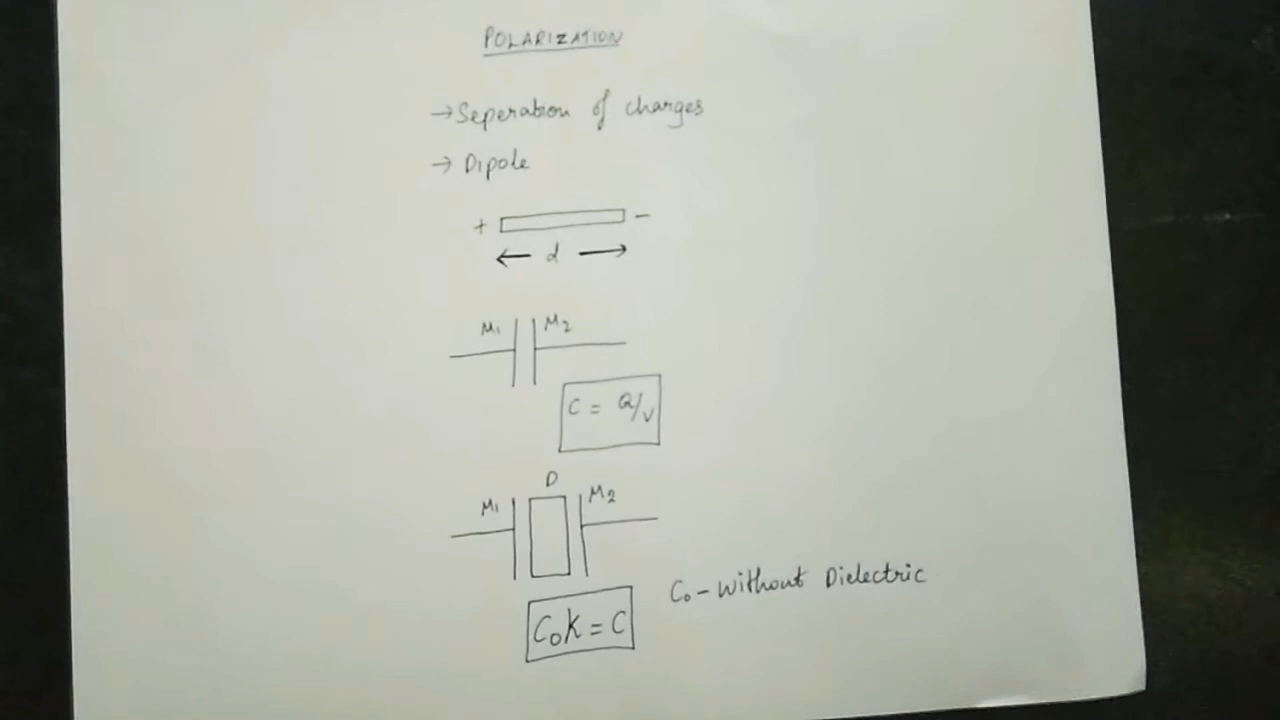 POLARIZATION
→ Seperation of charges
→ Dipole
+ −
← d →
M₁ M₂
C = Q/V
D
M₁ M₂
C₀ - Without Dielectric
C₀K = C